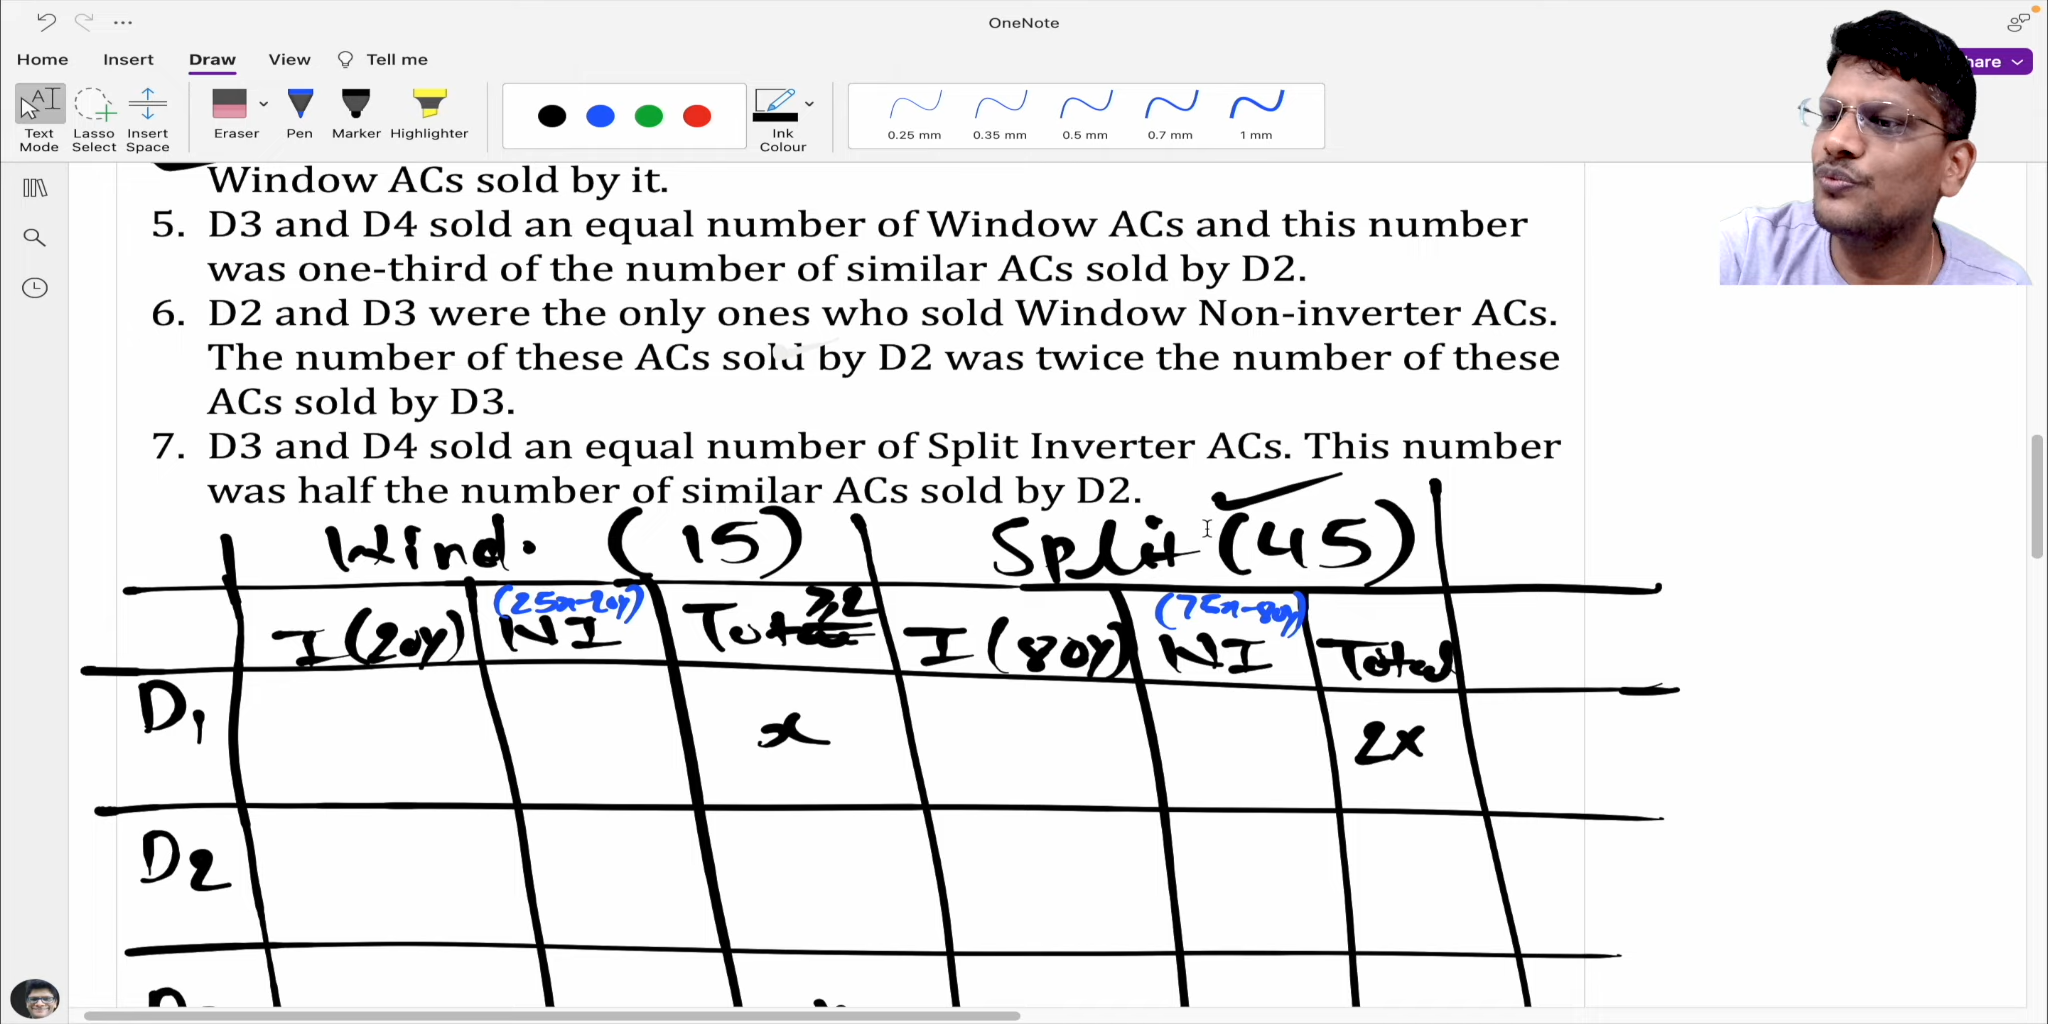 OneNote
Home Insert Draw View Tell me
hare
Text Mode
Lasso Select
Insert Space
Eraser
Pen
Marker
Highlighter
Ink Colour
0.25 mm
0.35 mm
0.5 mm
0.7 mm
1 mm
Window ACs sold by it.
5. D3 and D4 sold an equal number of Window ACs and this number
was one-third of the number of similar ACs sold by D2.
6. D2 and D3 were the only ones who sold Window Non-inverter ACs.
The number of these ACs sold by D2 was twice the number of these
ACs sold by D3.
7. D3 and D4 sold an equal number of Split Inverter ACs. This number
was half the number of similar ACs sold by D2.
Wind. (15) Split (45)
(25x-20y) ≥2 (75x-80y)
I (20y) NI I (80y) NI Total
D1 x 2x
D2